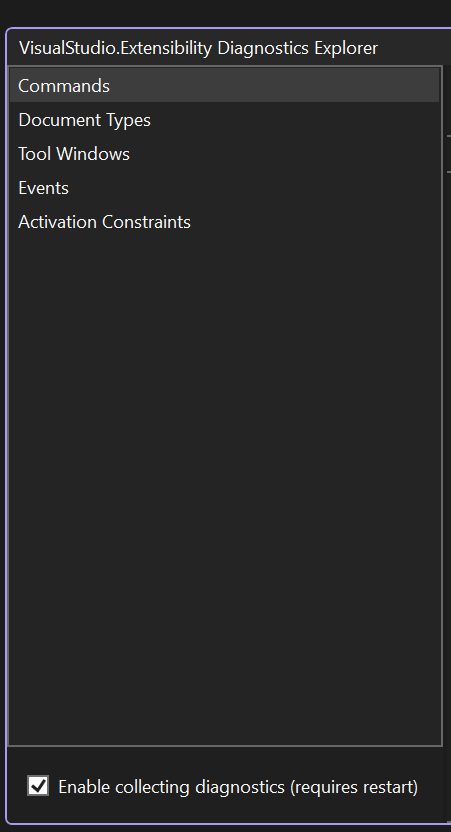 VisualStudio.Extensibility Diagnostics Explorer
Commands
Document Types
Tool Windows
Events
Activation Constraints
Enable collecting diagnostics (requires restart)